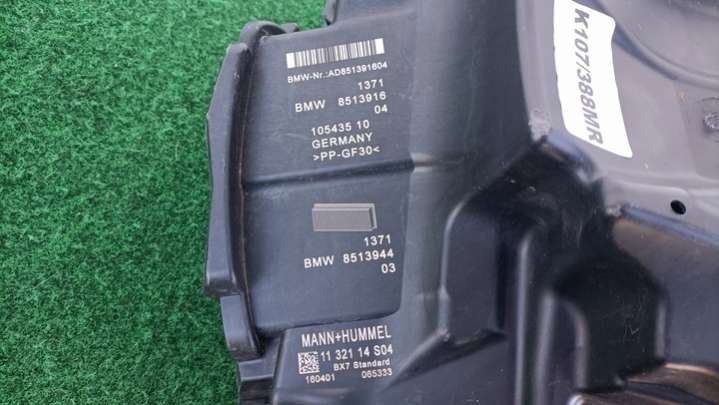 BMW-Nr.:AD851391604
1371
BMW 8513916
04
105435 10
GERMANY
>PP-GF30<
1371
BMW 8513944
03
MANN+HUMMEL
11 321 14 S04
BX7 Standard
160401 065333
K107/388MR